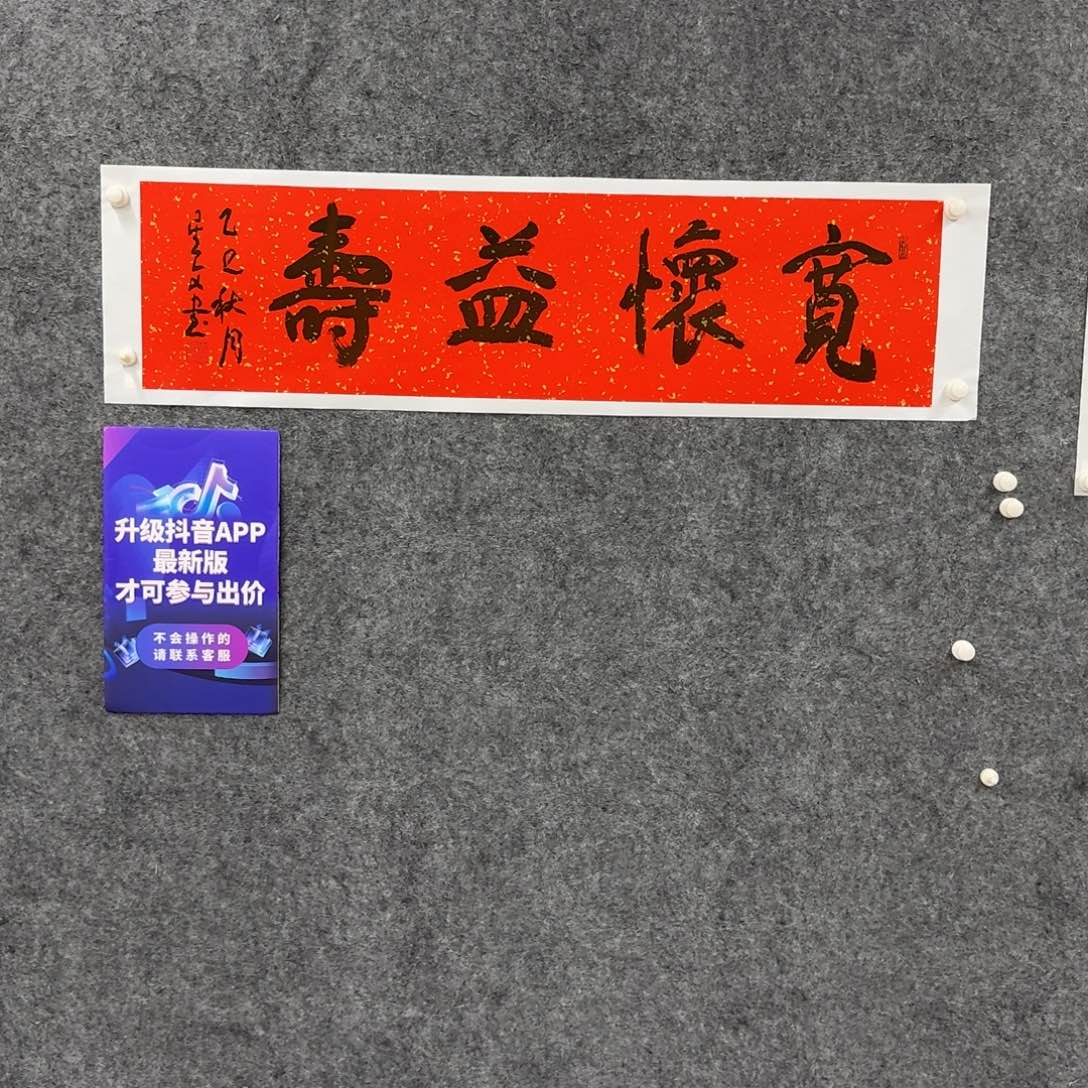 寬懷益壽
乙巳秋月
升级抖音APP
最新版
才可参与出价
不会操作的
请联系客服